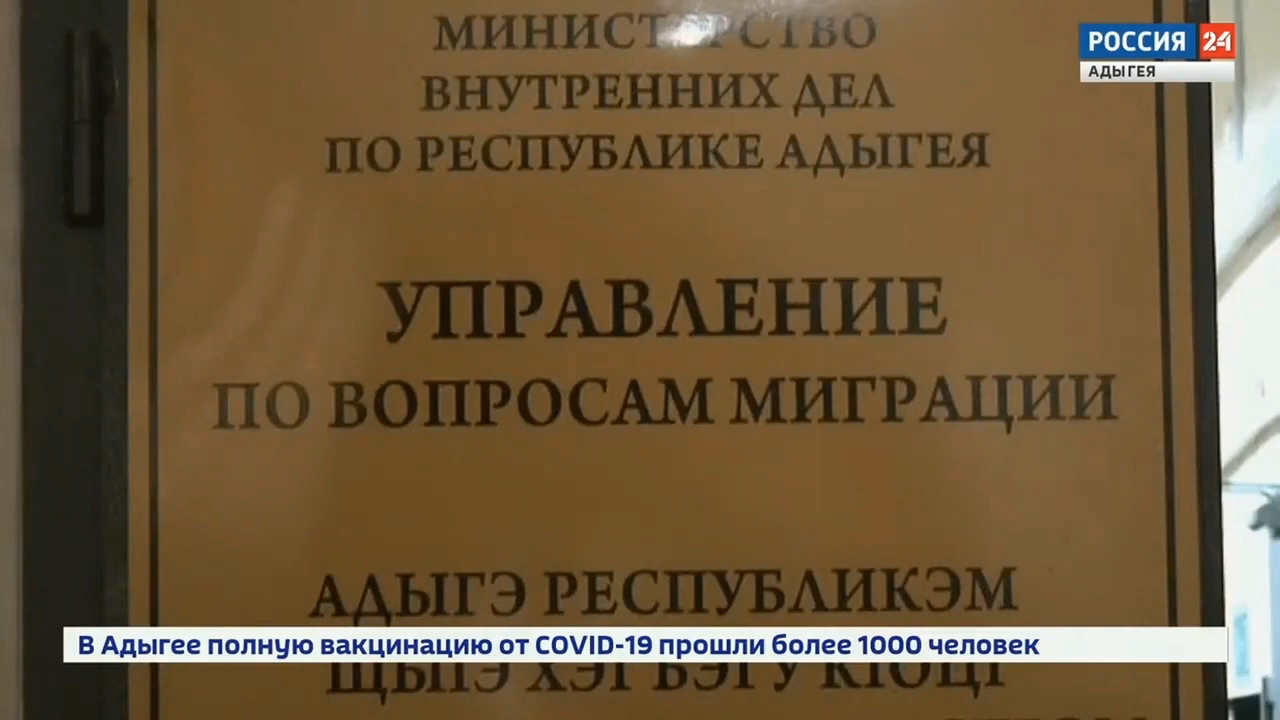 МИНИСТЕРСТВО
ВНУТРЕННИХ ДЕЛ
ПО РЕСПУБЛИКЕ АДЫГЕЯ
УПРАВЛЕНИЕ
ПО ВОПРОСАМ МИГРАЦИИ
АДЫГЭ РЕСПУБЛИКЭМ
РОССИЯ 24
АДЫГЕЯ
В Адыгее полную вакцинацию от COVID-19 прошли более 1000 человек